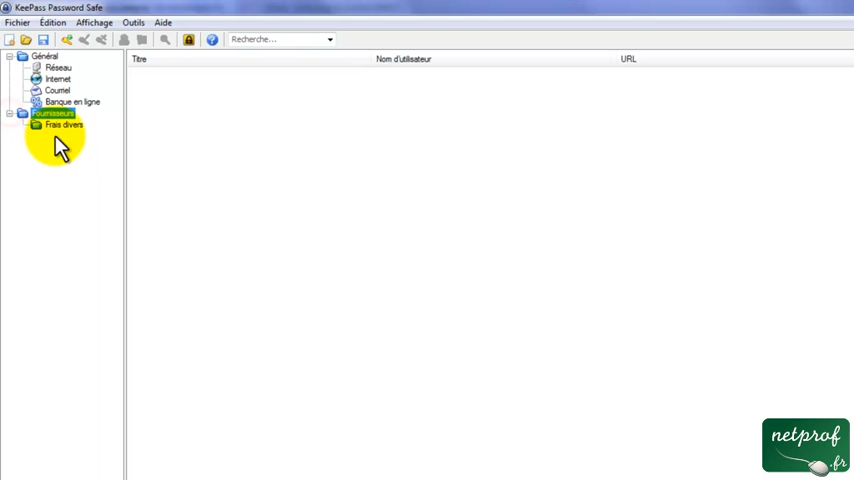 KeePass Password Safe
Fichier Édition Affichage Outils Aide
Recherche...
Titre Nom d'utilisateur URL
Général
Réseau
Internet
Courriel
Banque en ligne
Fournisseurs
Frais divers
netprof
.fr